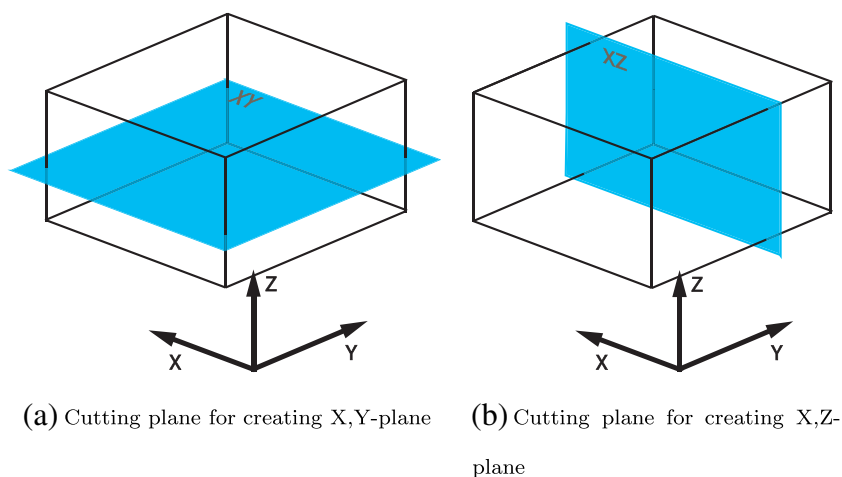 XY
XZ
Z
X
Y
Z
X
Y
(a) Cutting plane for creating X,Y-plane
(b) Cutting plane for creating X,Z-
plane